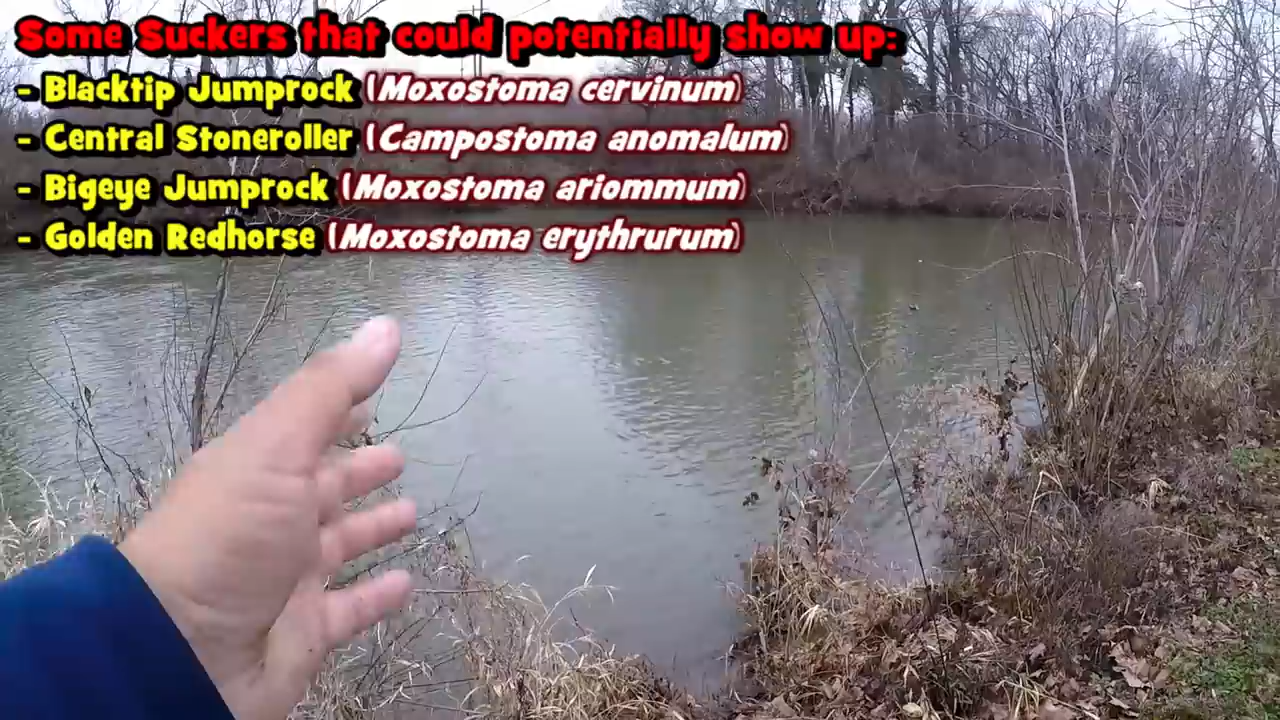 Some Suckers that could potentially show up:
- Blacktip Jumprock (Moxostoma cervinum)
- Central Stoneroller (Campostoma anomalum)
- Bigeye Jumprock (Moxostoma ariommum)
- Golden Redhorse (Moxostoma erythrurum)